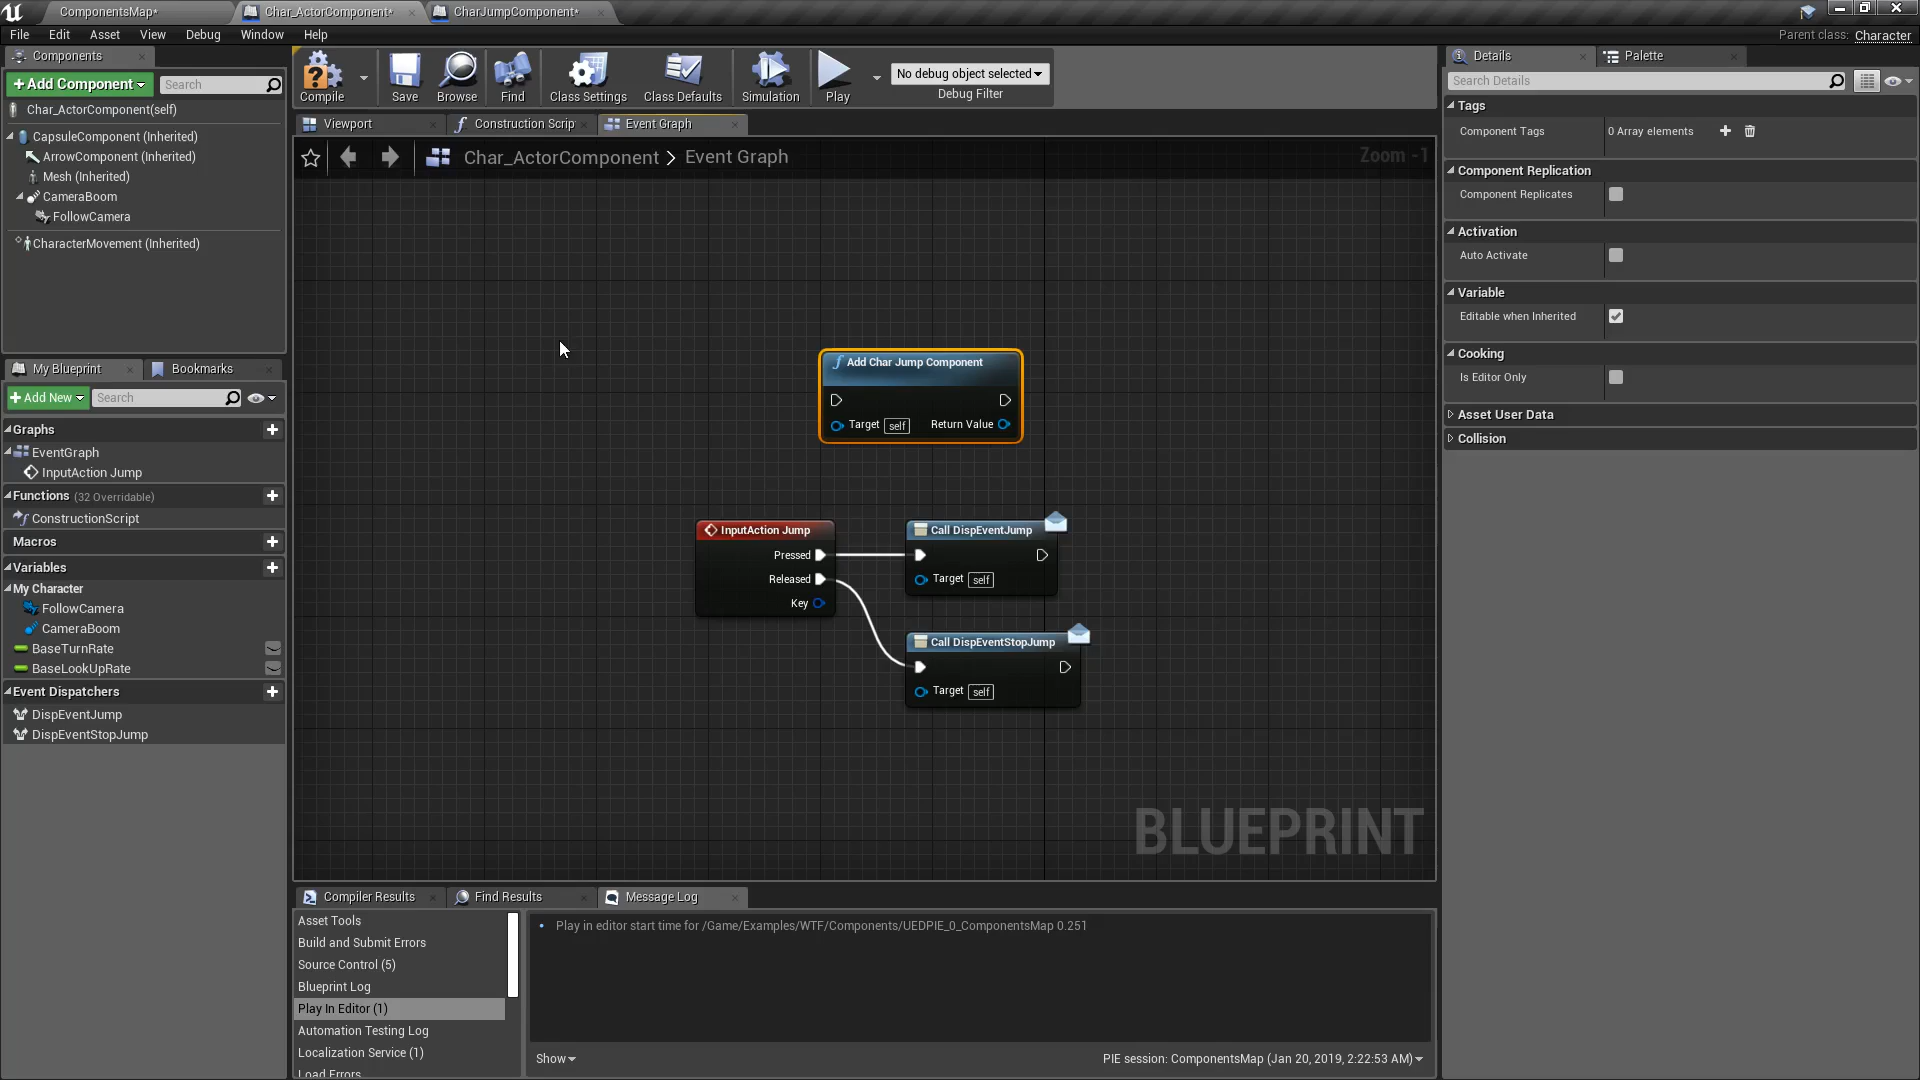 ComponentsMap*
Char_ActorComponent*
CharJumpComponent*
File Edit Asset View Debug Window Help
Parent class: Character
Components
+Add Component
Search
Char_ActorComponent(self)
CapsuleComponent (Inherited)
ArrowComponent (Inherited)
Mesh (Inherited)
CameraBoom
FollowCamera
CharacterMovement (Inherited)
Compile
Save
Browse
Find
Class Settings
Class Defaults
Simulation
Play
No debug object selected
Debug Filter
Viewport
Construction Scrip
Event Graph
Char_ActorComponent > Event Graph
Zoom -1
Add Char Jump Component
Target self
Return Value
InputAction Jump
Pressed
Released
Key
Call DispEventJump
Target self
Call DispEventStopJump
Target self
BLUEPRINT
My Blueprint
Bookmarks
+Add New
Search
Graphs
EventGraph
InputAction Jump
Functions (32 Overridable)
ConstructionScript
Macros
Variables
My Character
FollowCamera
CameraBoom
BaseTurnRate
BaseLookUpRate
Event Dispatchers
DispEventJump
DispEventStopJump
Compiler Results
Find Results
Message Log
Asset Tools
Build and Submit Errors
Source Control (5)
Blueprint Log
Play In Editor (1)
Automation Testing Log
Localization Service (1)
Load Errors
Play in editor start time for /Game/Examples/WTF/Components/UEDPIE_0_ComponentsMap 0.251
Show
PIE session: ComponentsMap (Jan 20, 2019, 2:22:53 AM)
Details
Palette
Search Details
Tags
Component Tags
0 Array elements
Component Replication
Component Replicates
Activation
Auto Activate
Variable
Editable when Inherited
Cooking
Is Editor Only
Asset User Data
Collision